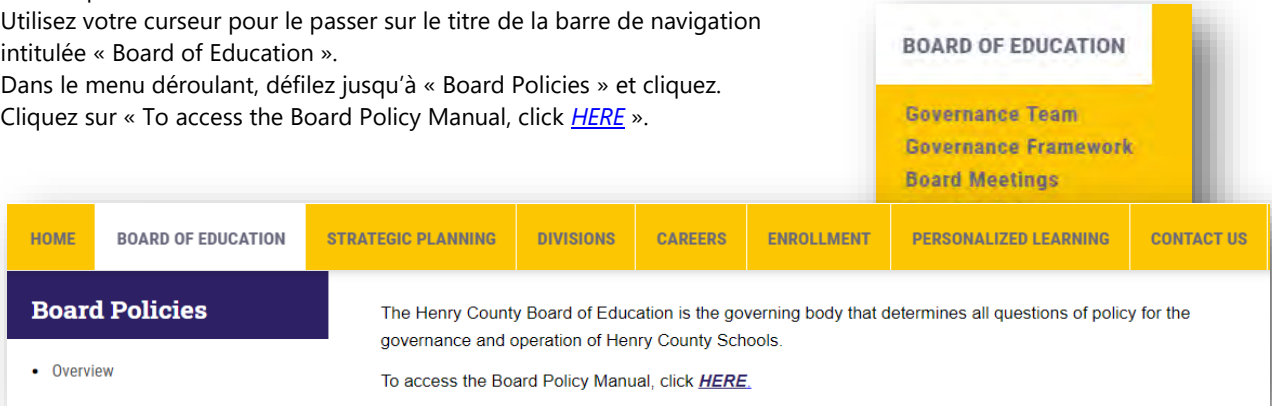 Utilisez votre curseur pour le passer sur le titre de la barre de navigation
intitulée « Board of Education ».
Dans le menu déroulant, défilez jusqu’à « Board Policies » et cliquez.
Cliquez sur « To access the Board Policy Manual, click HERE ».
BOARD OF EDUCATION
Governance Team
Governance Framework
Board Meetings
HOME BOARD OF EDUCATION STRATEGIC PLANNING DIVISIONS CAREERS ENROLLMENT PERSONALIZED LEARNING CONTACT US
Board Policies
• Overview
The Henry County Board of Education is the governing body that determines all questions of policy for the
governance and operation of Henry County Schools.
To access the Board Policy Manual, click HERE.